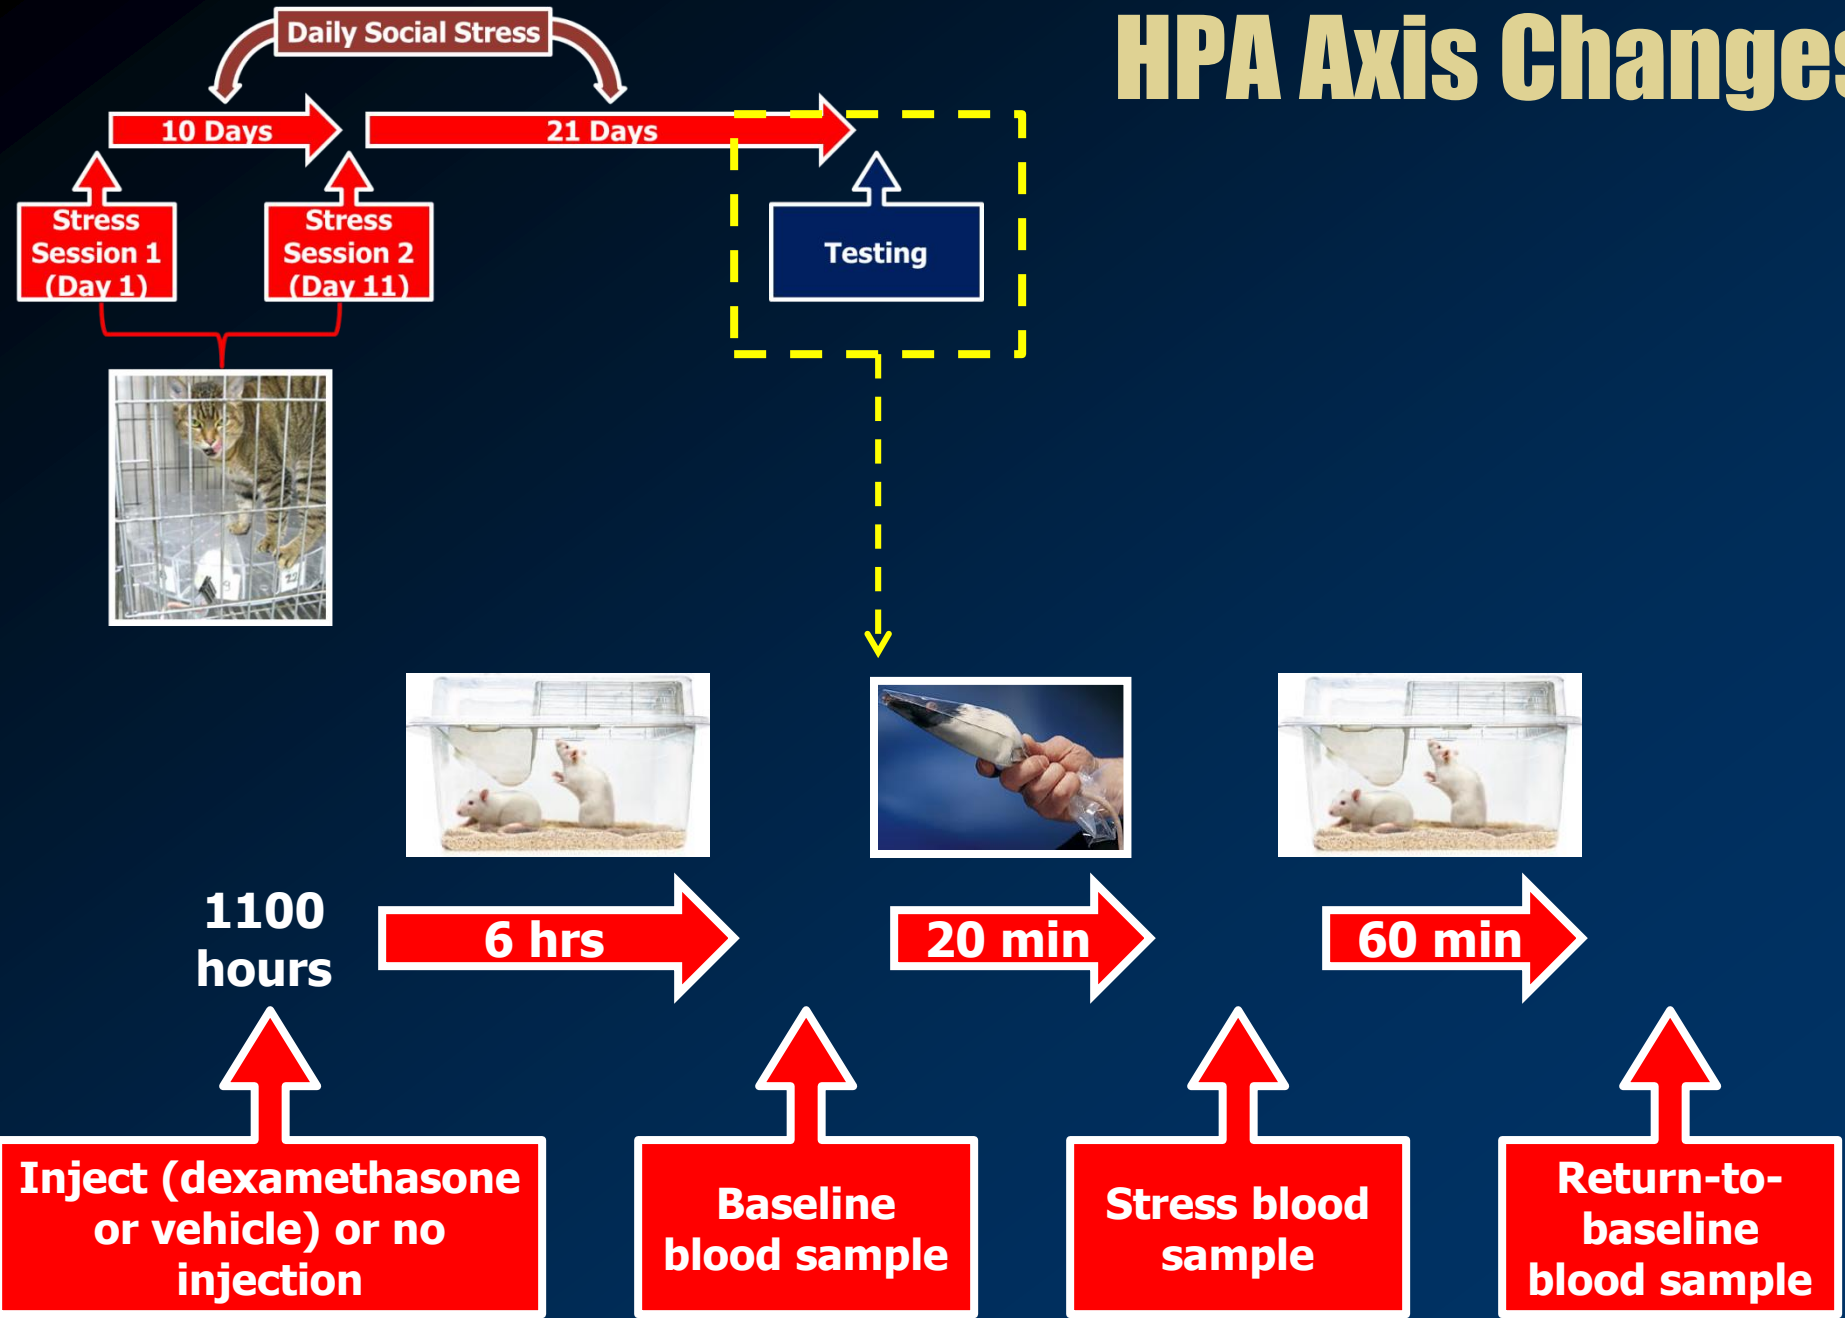 HPA Axis Changes
Daily Social Stress
10 Days
21 Days
Stress
Session 1
(Day 1)
Stress
Session 2
(Day 11)
Testing
1100
hours
6 hrs
20 min
60 min
Inject (dexamethasone
or vehicle) or no
injection
Baseline
blood sample
Stress blood
sample
Return-to-
baseline
blood sample